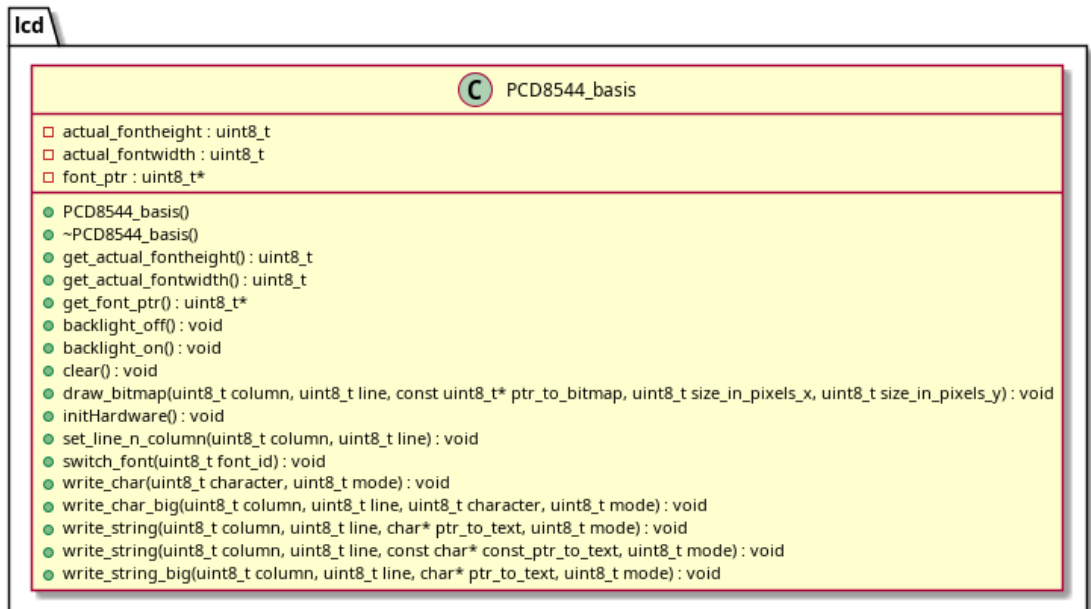 lcd
C PCD8544_basis
actual_fontheight : uint8_t
actual_fontwidth : uint8_t
font_ptr : uint8_t*
PCD8544_basis()
~PCD8544_basis()
get_actual_fontheight() : uint8_t
get_actual_fontwidth() : uint8_t
get_font_ptr() : uint8_t*
backlight_off() : void
backlight_on() : void
clear() : void
draw_bitmap(uint8_t column, uint8_t line, const uin8_t* ptr_to_bitmap, uint8_t size_in_pixels_x, uint8_t size_in_pixels_y) : void
initHardware() : void
set_line_n_column(uint8_t column, uint8_t line) : void
switch_font(uint8_t font_id) : void
write_char(uint8_t character, uint8_t mode) : void
write_char_big(uint8_t column, uint8_t line, uint8_t character, uint8_t mode) : void
write_string(uint8_t column, uint8_t line, char* ptr_to_text, uint8_t mode) : void
write_string(uint8_t column, uint8_t line, const char* const_ptr_to_text, uint8_t mode) : void
write_string_big(uint8_t column, uint8_t line, char* ptr_to_text, uint8_t mode) : void